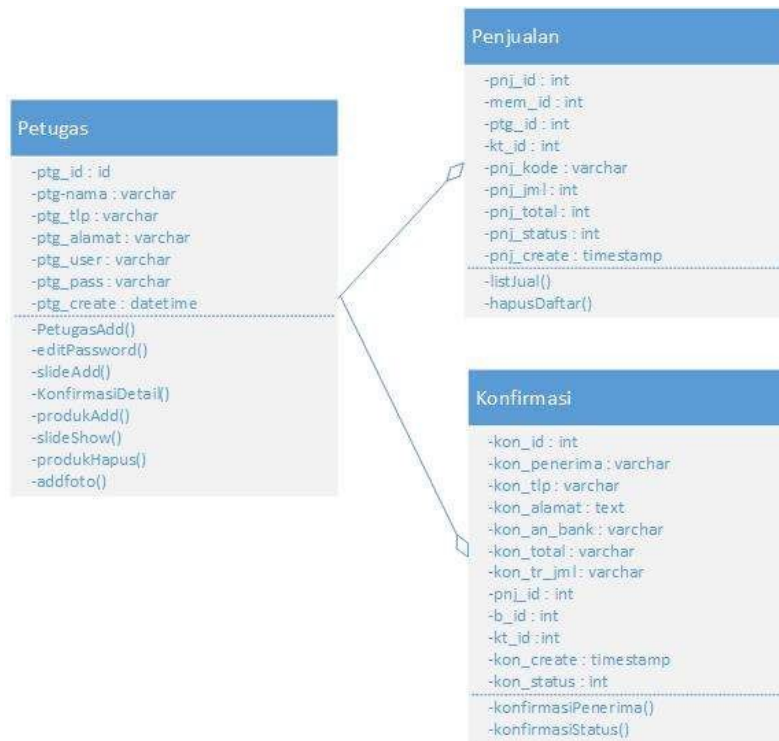 Petugas
-ptg_id : id
-ptg-nama : varchar
-ptg_tlp : varchar
-ptg_alamat : varchar
-ptg_user : varchar
-ptg_pass : varchar
-ptg_create : datetime
-PetugasAdd()
-editPassword()
-slideAdd()
-KonfirmasiDetail()
-produkAdd()
-slideShow()
-produkHapus()
-addfoto()
Penjualan
-pnj_id : int
-mem_id : int
-ptg_id : int
-kt_id : int
-pnj_kode : varchar
-pnj_jml : int
-pnj_total : int
-pnj_status : int
-pnj_create : timestamp
-listJual()
-hapusDaftar()
Konfirmasi
-kon_id : int
-kon_penerima : varchar
-kon_tlp : varchar
-kon_alamat : text
-kon_an_bank : varchar
-kon_total : varchar
-kon_tr_jml : varchar
-pnj_id : int
-b_id : int
-kt_id :int
-kon_create : timestamp
-kon_status : int
-konfirmasiPenerima()
-konfirmasiStatus()